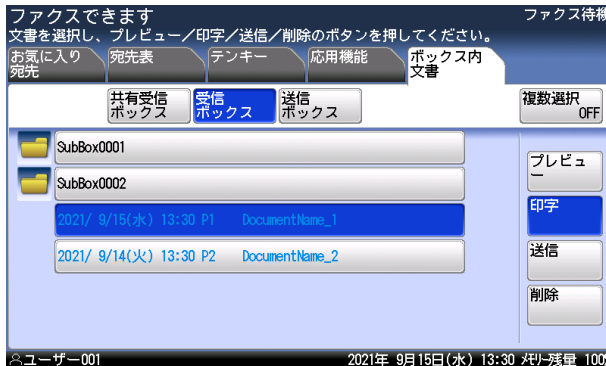 ファクスできます
ファクス待機
文書を選択し、プレビュー／印字／送信／削除のボタンを押してください。
お気に入り
宛先
宛先表
テンキー
応用機能
ボックス内
文書
共有受信
ボックス
受信
ボックス
送信
ボックス
複数選択
OFF
SubBox0001
SubBox0002
2021/ 9/15(水) 13:30 P1 DocumentName_1
2021/ 9/14(火) 13:30 P2 DocumentName_2
プレビュ
ー
印字
送信
削除
ユーザー001
2021年 9月15日(水) 13:30 ﾒﾓﾘｰ残量 100